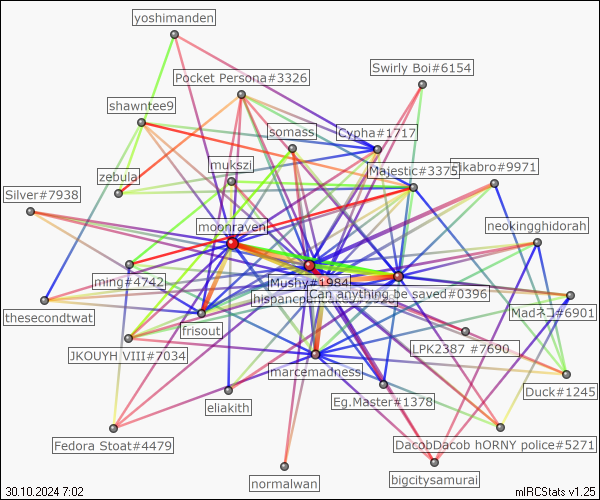 yoshimanden
Swirly Boi#6154
Pocket Persona#3326
shawntee9
somass
Cypha#1717
mukszi
Majestic#3375
ikabro#9971
zebula
Silver#7938
moonraven
neokingghidorah
ming#4742
Mushy#1984
Can anything be saved#0396
thesecondtwat
frisout
Madネコ#6901
JKOUYH VIII#7034
LPK2387 #7690
marcemadness
Duck#1245
eliakith
Eg.Master#1378
Fedora Stoat#4479
DacobDacob hORNY police#5271
normalwan
bigcitysamurai
30.10.2024 7:02
mIRCStats v1.25